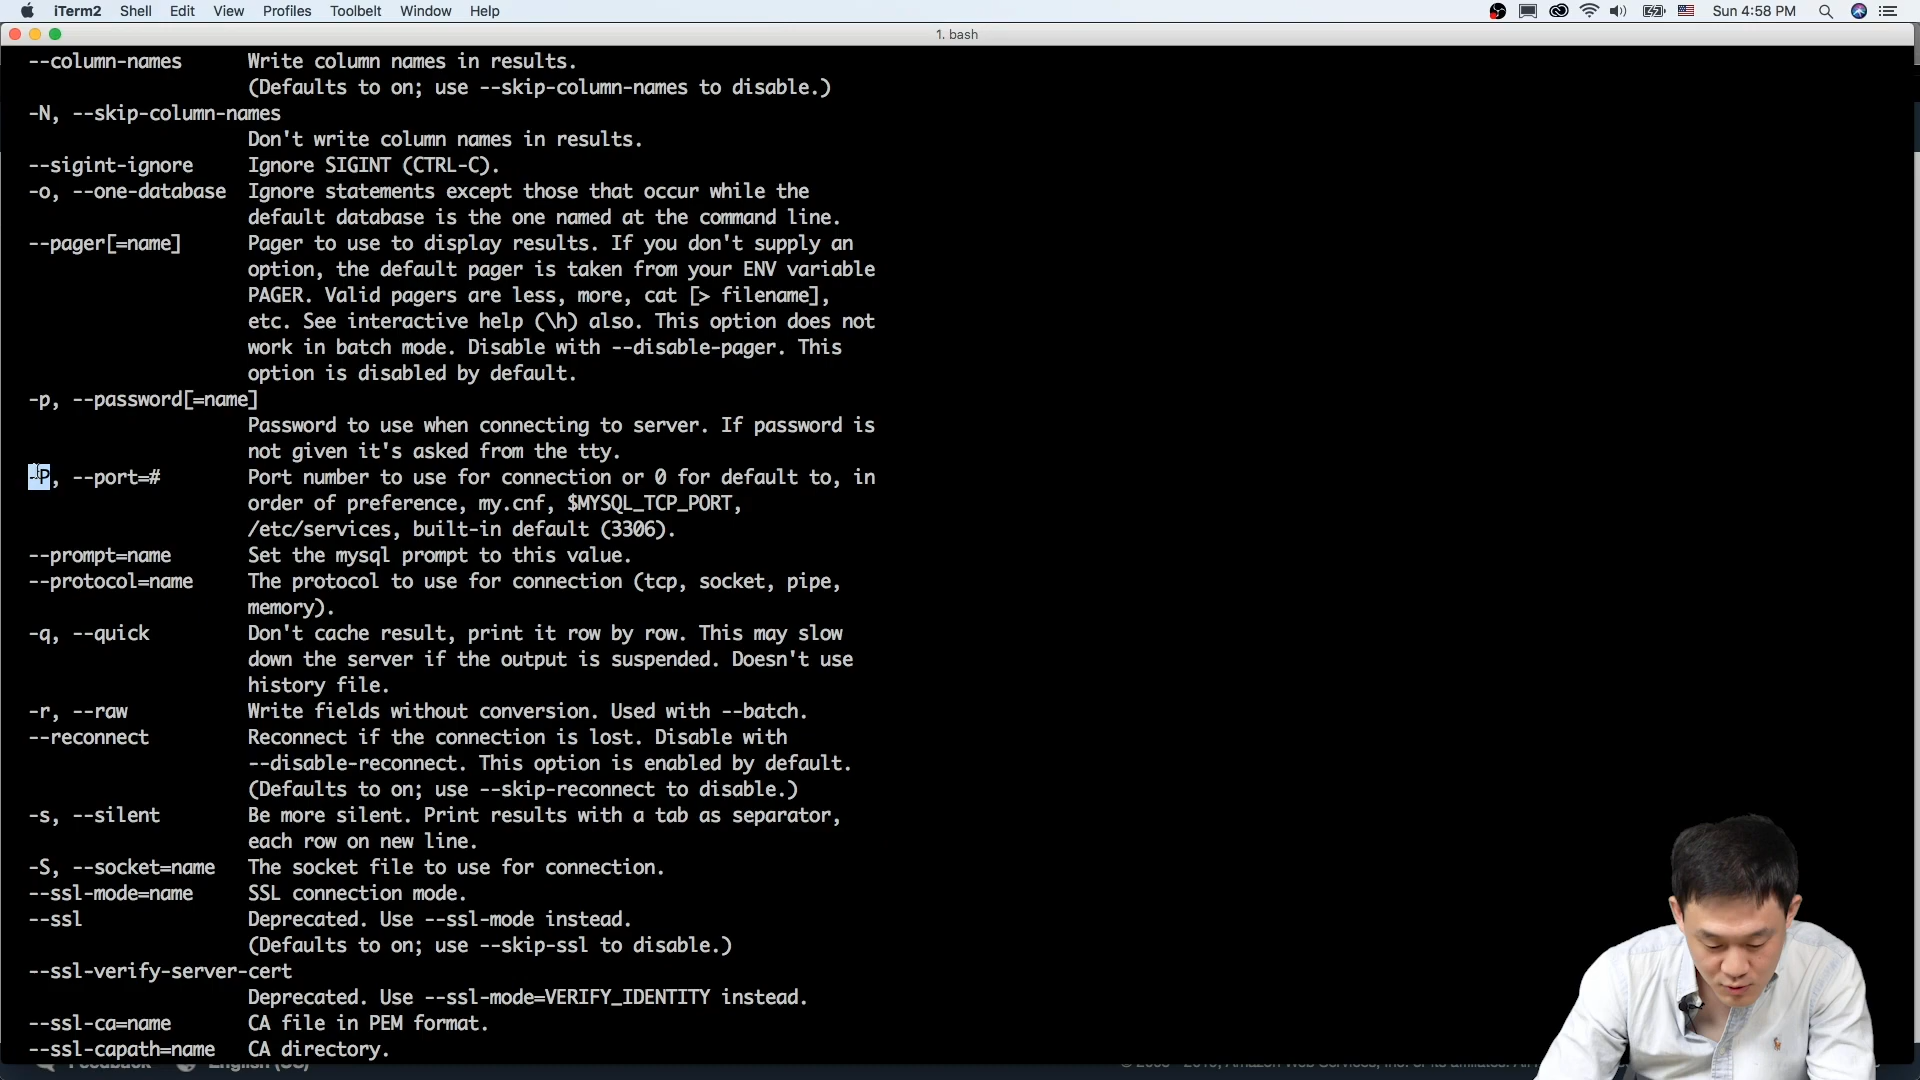 iTerm2 Shell Edit View Profiles Toolbelt Window Help Sun 4:58 PM
1. bash
--column-names Write column names in results.
(Defaults to on; use --skip-column-names to disable.)
-N, --skip-column-names
Don't write column names in results.
--sigint-ignore Ignore SIGINT (CTRL-C).
-o, --one-database Ignore statements except those that occur while the
default database is the one named at the command line.
--pager[=name] Pager to use to display results. If you don't supply an
option, the default pager is taken from your ENV variable
PAGER. Valid pagers are less, more, cat [> filename],
etc. See interactive help (\h) also. This option does not
work in batch mode. Disable with --disable-pager. This
option is disabled by default.
-p, --password[=name]
Password to use when connecting to server. If password is
not given it's asked from the tty.
-P, --port=# Port number to use for connection or 0 for default to, in
order of preference, my.cnf, $MYSQL_TCP_PORT,
/etc/services, built-in default (3306).
--prompt=name Set the mysql prompt to this value.
--protocol=name The protocol to use for connection (tcp, socket, pipe,
memory).
-q, --quick Don't cache result, print it row by row. This may slow
down the server if the output is suspended. Doesn't use
history file.
-r, --raw Write fields without conversion. Used with --batch.
--reconnect Reconnect if the connection is lost. Disable with
--disable-reconnect. This option is enabled by default.
(Defaults to on; use --skip-reconnect to disable.)
-s, --silent Be more silent. Print results with a tab as separator,
each row on new line.
-S, --socket=name The socket file to use for connection.
--ssl-mode=name SSL connection mode.
--ssl Deprecated. Use --ssl-mode instead.
(Defaults to on; use --skip-ssl to disable.)
--ssl-verify-server-cert
Deprecated. Use --ssl-mode=VERIFY_IDENTITY instead.
--ssl-ca=name CA file in PEM format.
--ssl-capath=name CA directory.
Feedback English (US)